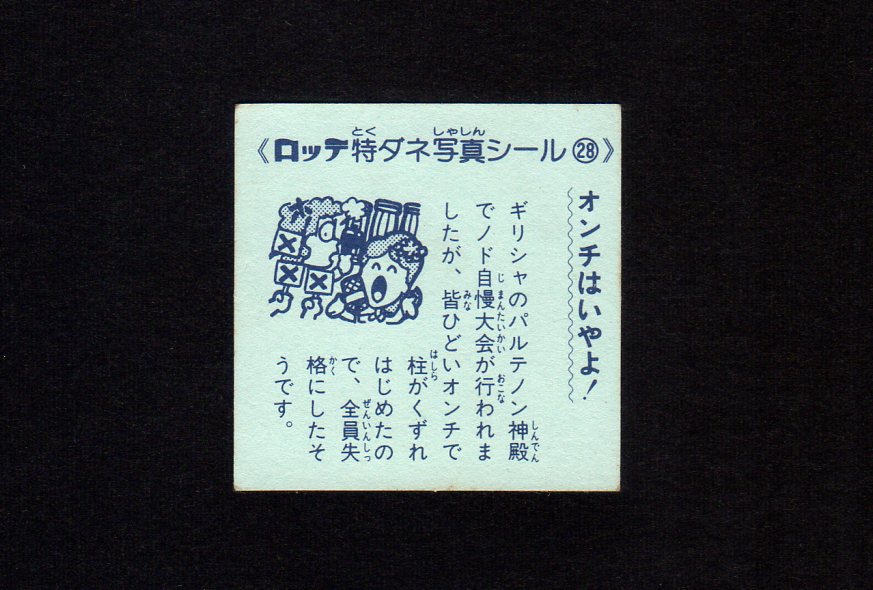 《ロッテ特ダネ写真シール㉘》
オンチはいやよ！
ギリシャのパルテノン神殿
でノド自慢大会が行われま
したが、皆ひどいオンチで
柱がくずれ
はじめたの
で、全員失
格にしたそ
うです。